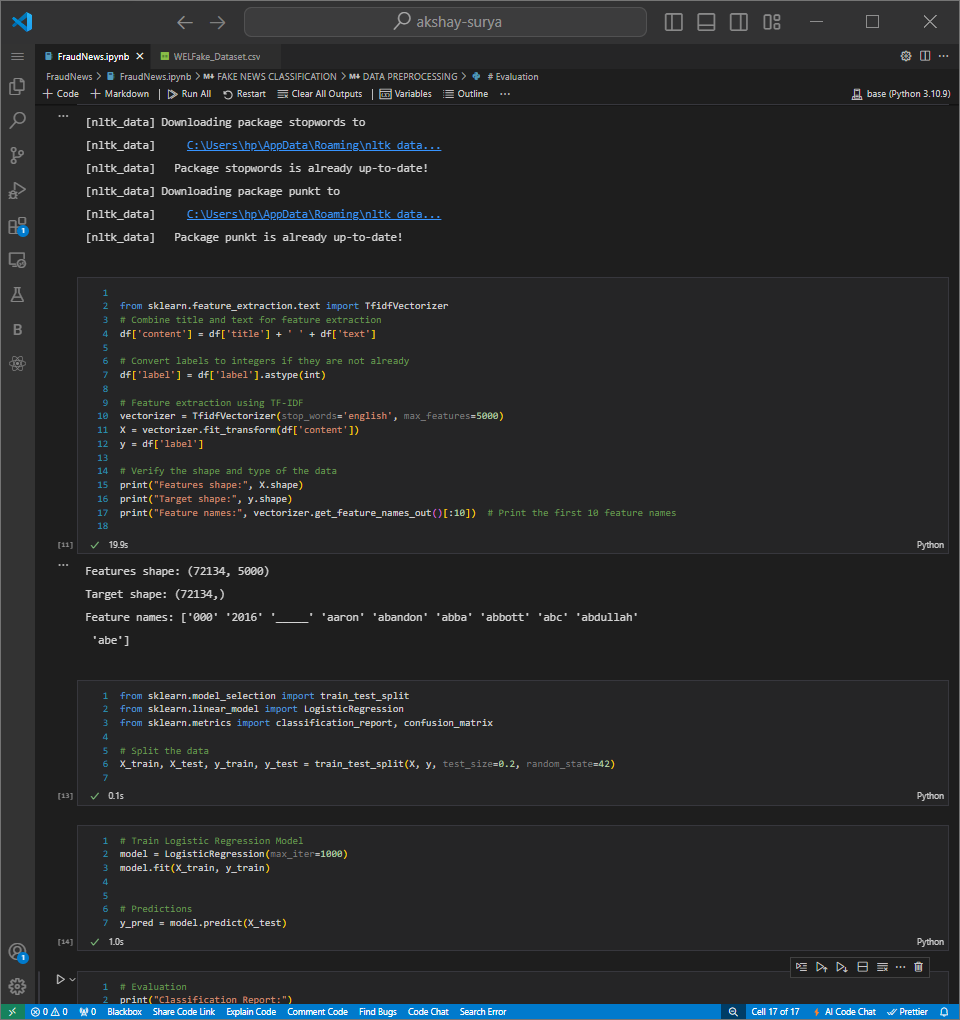 akshay-surya
FraudNews.ipynb
WELFake_Dataset.csv
FraudNews > FraudNews.ipynb > M↓ FAKE NEWS CLASSIFICATION > M↓ DATA PREPROCESSING > # Evaluation
+ Code + Markdown | Run All Restart Clear All Outputs | Variables Outline ... base (Python 3.10.9)
...
[nltk_data] Downloading package stopwords to
[nltk_data]     C:\Users\hp\AppData\Roaming\nltk_data...
[nltk_data]   Package stopwords is already up-to-date!
[nltk_data] Downloading package punkt to
[nltk_data]     C:\Users\hp\AppData\Roaming\nltk_data...
[nltk_data]   Package punkt is already up-to-date!
1
2 from sklearn.feature_extraction.text import TfidfVectorizer
3 # Combine title and text for feature extraction
4 df['content'] = df['title'] + ' ' + df['text']
5
6 # Convert labels to integers if they are not already
7 df['label'] = df['label'].astype(int)
8
9 # Feature extraction using TF-IDF
10 vectorizer = TfidfVectorizer(stop_words='english', max_features=5000)
11 X = vectorizer.fit_transform(df['content'])
12 y = df['label']
13
14 # Verify the shape and type of the data
15 print("Features shape:", X.shape)
16 print("Target shape:", y.shape)
17 print("Feature names:", vectorizer.get_feature_names_out()[:10])  # Print the first 10 feature names
18
[11] ✓ 19.9s Python
...
Features shape: (72134, 5000)
Target shape: (72134,)
Feature names: ['000' '2016' '_____' 'aaron' 'abandon' 'abba' 'abbott' 'abc' 'abdullah'
 'abe']
1 from sklearn.model_selection import train_test_split
2 from sklearn.linear_model import LogisticRegression
3 from sklearn.metrics import classification_report, confusion_matrix
4
5 # Split the data
6 X_train, X_test, y_train, y_test = train_test_split(X, y, test_size=0.2, random_state=42)
7
[13] ✓ 0.1s Python
1 # Train Logistic Regression Model
2 model = LogisticRegression(max_iter=1000)
3 model.fit(X_train, y_train)
4
5
6 # Predictions
7 y_pred = model.predict(X_test)
[14] ✓ 1.0s Python
1 # Evaluation
2 print("Classification Report:")
0 0 0 Blackbox Share Code Link Explain Code Comment Code Find Bugs Code Chat Search Error Cell 17 of 17 AI Code Chat Prettier